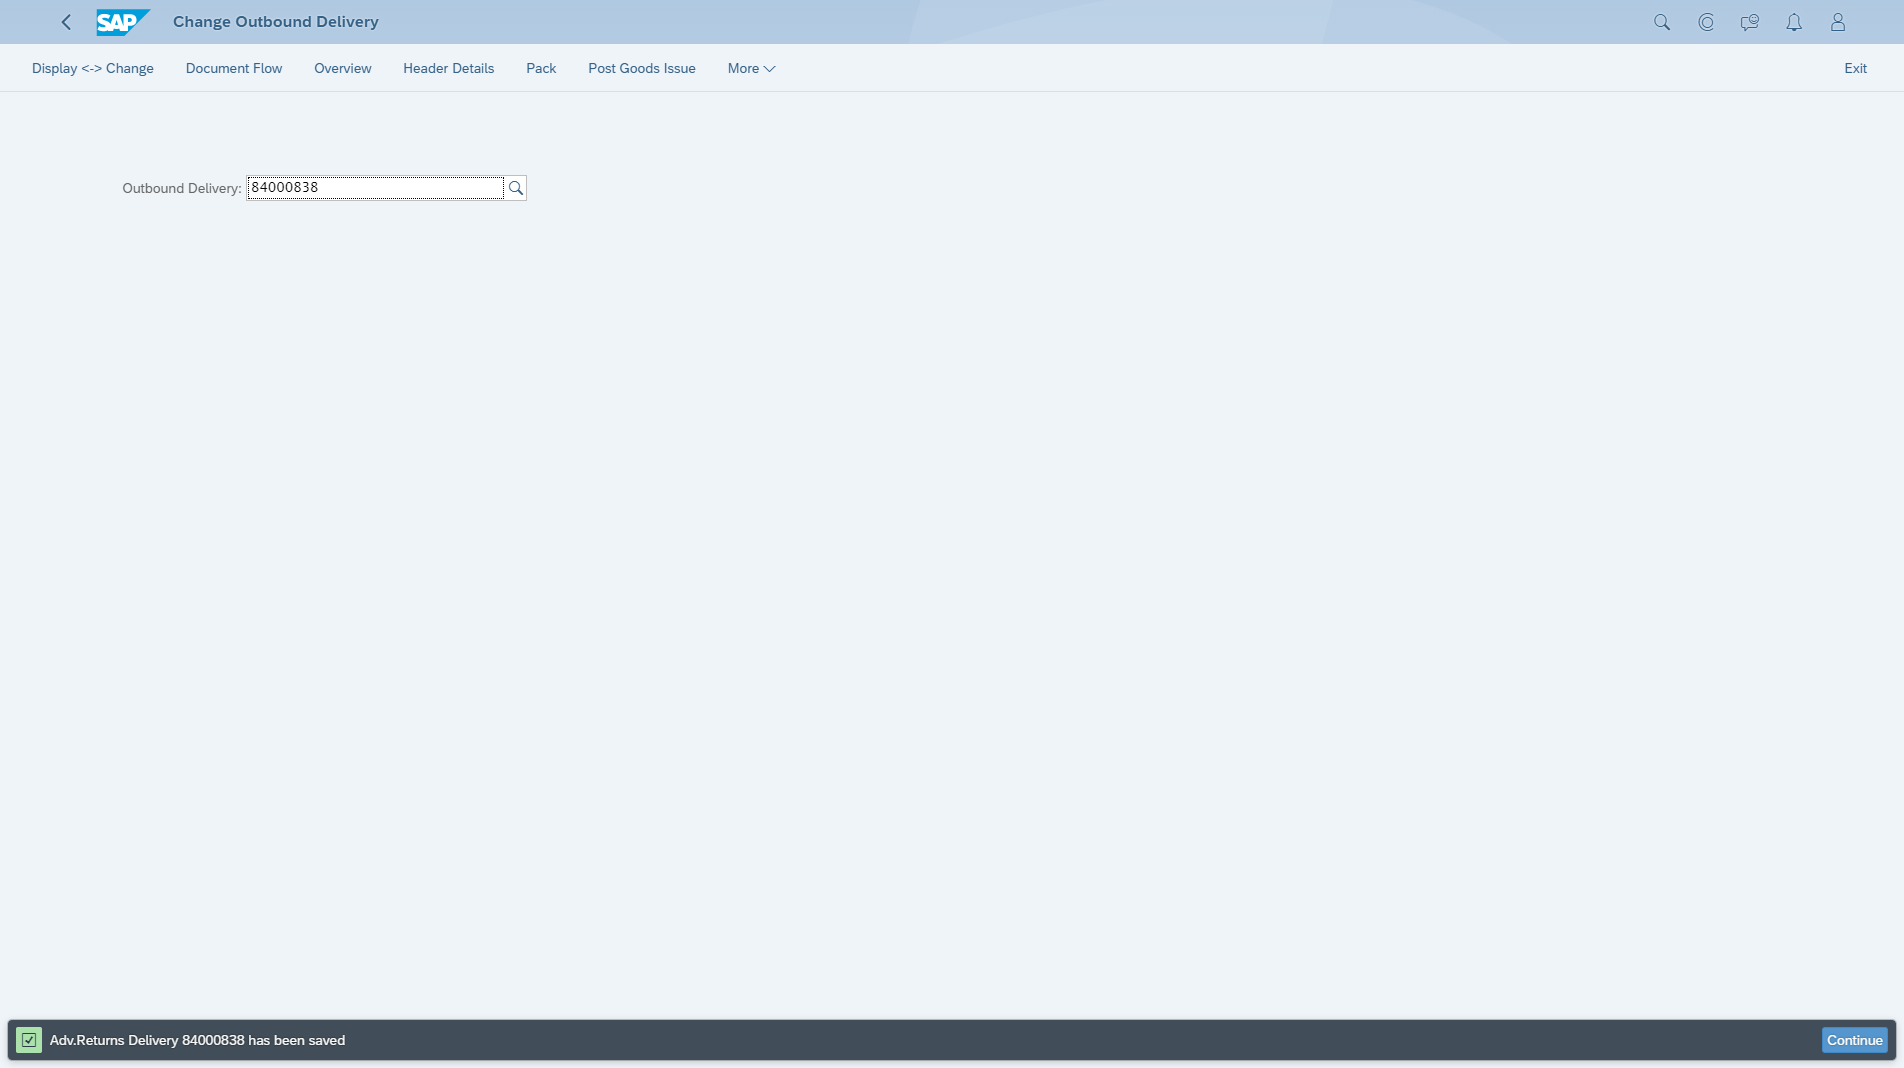 SAP Change Outbound Delivery
Display <-> Change Document Flow Overview Header Details Pack Post Goods Issue More Exit
Outbound Delivery: 84000838
Adv.Returns Delivery 84000838 has been saved Continue